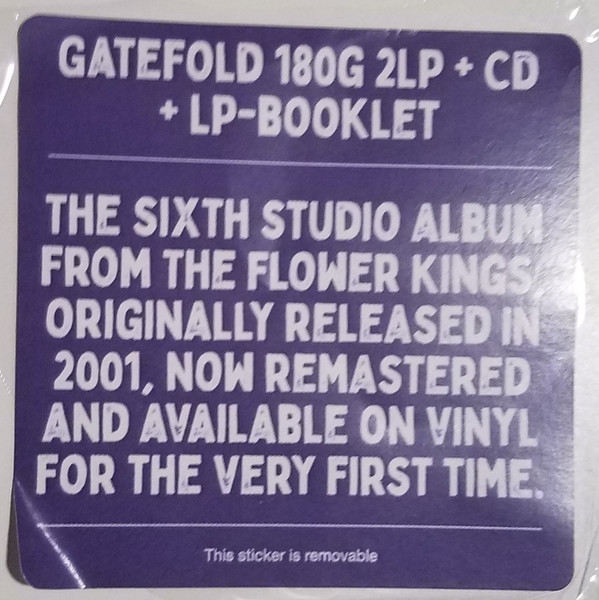 GATEFOLD 180G 2LP + CD
+ LP-BOOKLET
THE SIXTH STUDIO ALBUM
FROM THE FLOWER KINGS
ORIGINALLY RELEASED IN
2001, NOW REMASTERED
AND AVAILABLE ON VINYL
FOR THE VERY FIRST TIME.
This sticker is removable